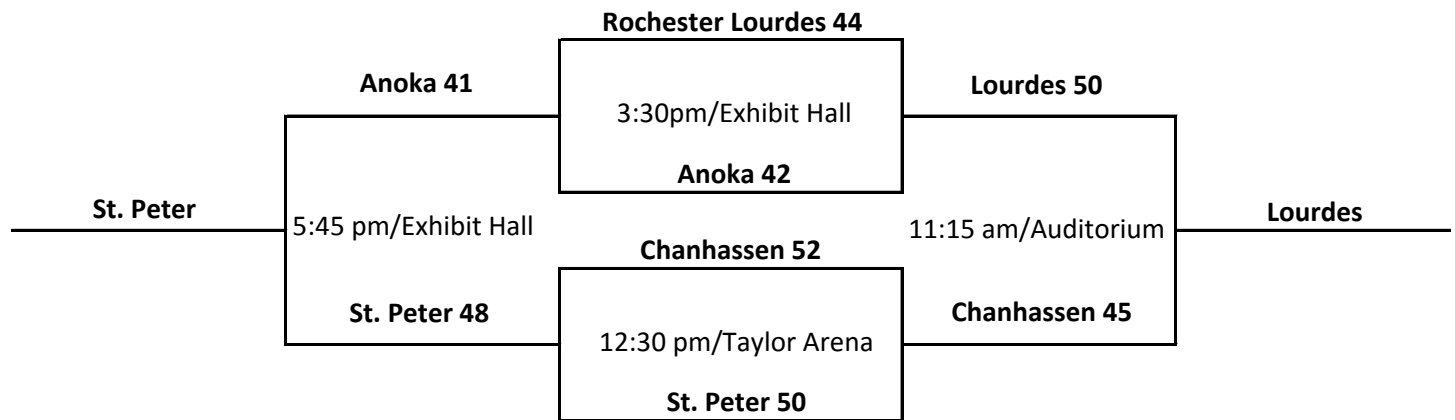 Rochester Lourdes 44
Anoka 41
Lourdes 50
3:30pm/Exhibit Hall
Anoka 42
St. Peter
5:45 pm/Exhibit Hall
11:15 am/Auditorium
Lourdes
Chanhassen 52
St. Peter 48
Chanhassen 45
12:30 pm/Taylor Arena
St. Peter 50